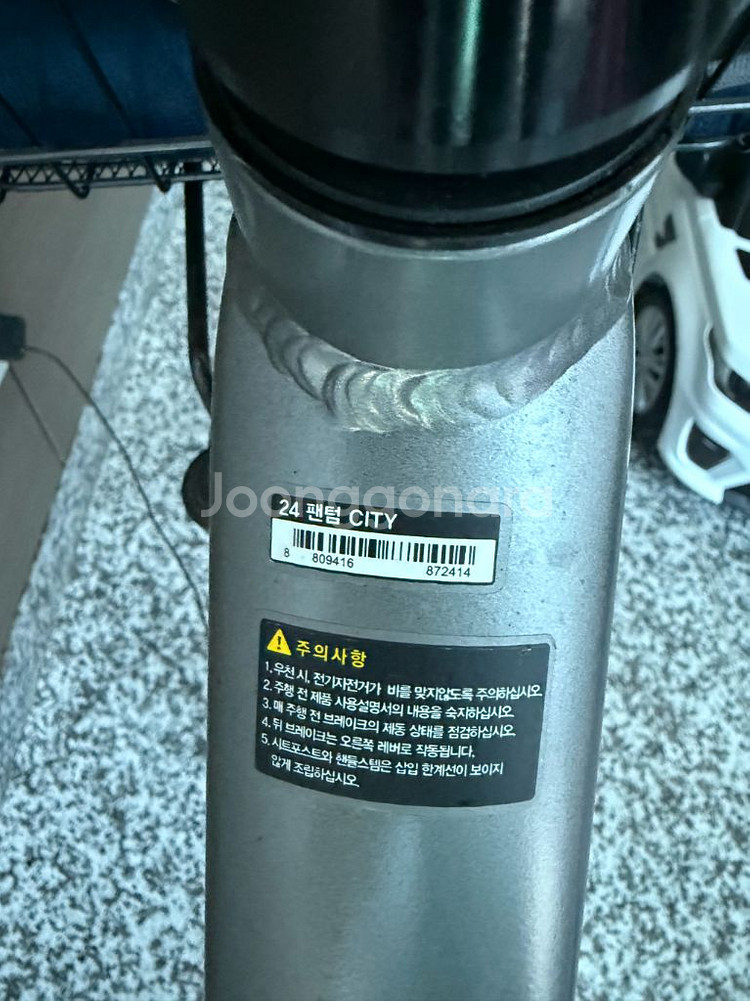 Joonggonara
24 팬텀 CITY
8 809416 872414
주의사항
1. 우천 시, 전기자전거가 비를 맞지않도록 주의하십시오.
2. 주행 전 제품 사용설명서의 내용을 숙지하십시오.
3. 매 주행 전 브레이크의 제동 상태를 점검하십시오.
4. 뒤 브레이크는 오른쪽 레버로 작동됩니다.
5. 시트포스트와 핸들스템은 삽입 한계선이 보이지
않게 조립하십시오.